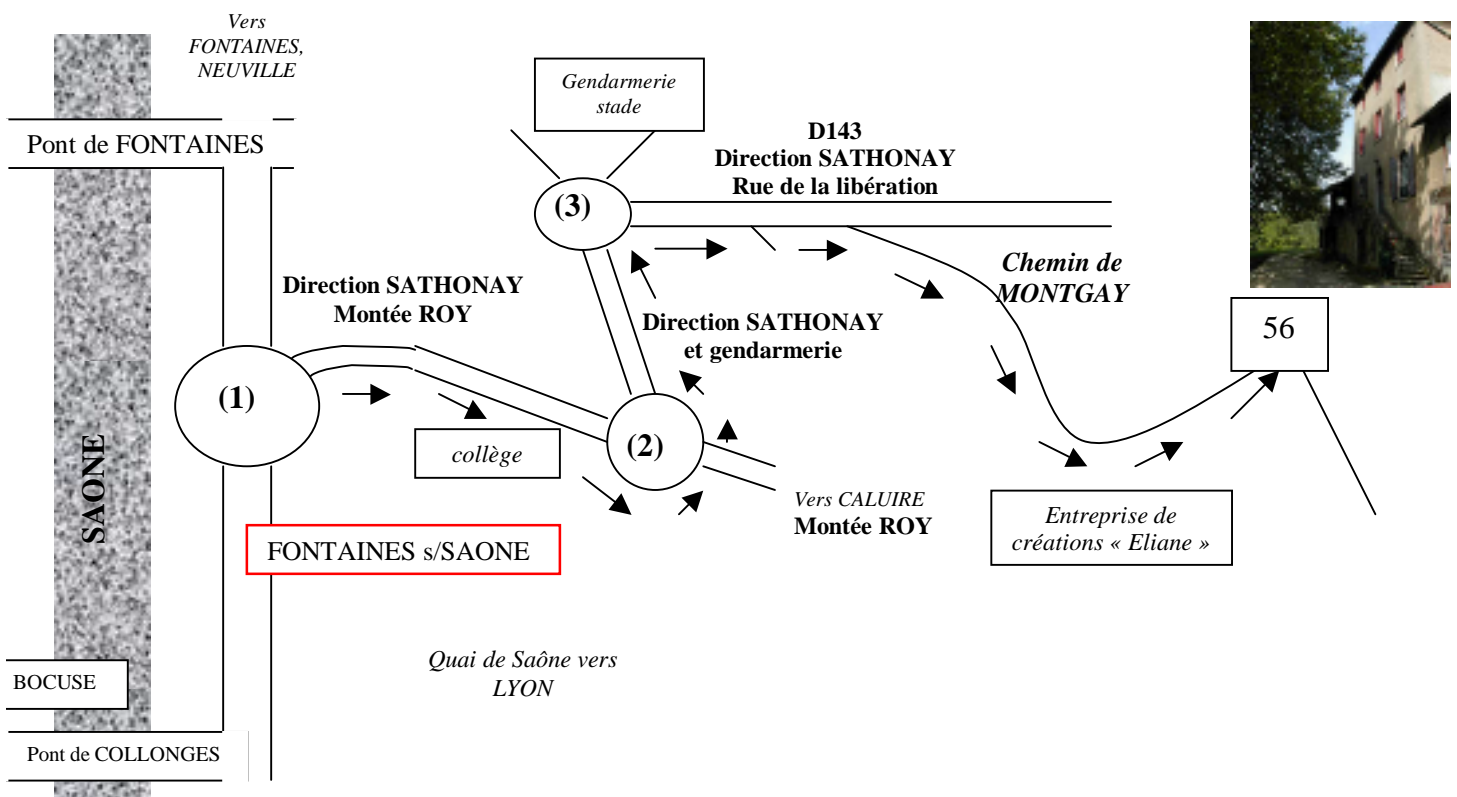 Vers
FONTAINES,
NEUVILLE
Pont de FONTAINES
Gendarmerie
stade
D143
Direction SATHONAY
Rue de la libération
(3)
Chemin de
MONTGAY
Direction SATHONAY
Montée ROY
Direction SATHONAY
et gendarmerie
56
(1)
(2)
collège
SAONE
Vers CALUIRE
Montée ROY
Entreprise de
créations « Eliane »
FONTAINES s/SAONE
Quai de Saône vers
LYON
BOCUSE
Pont de COLLONGES